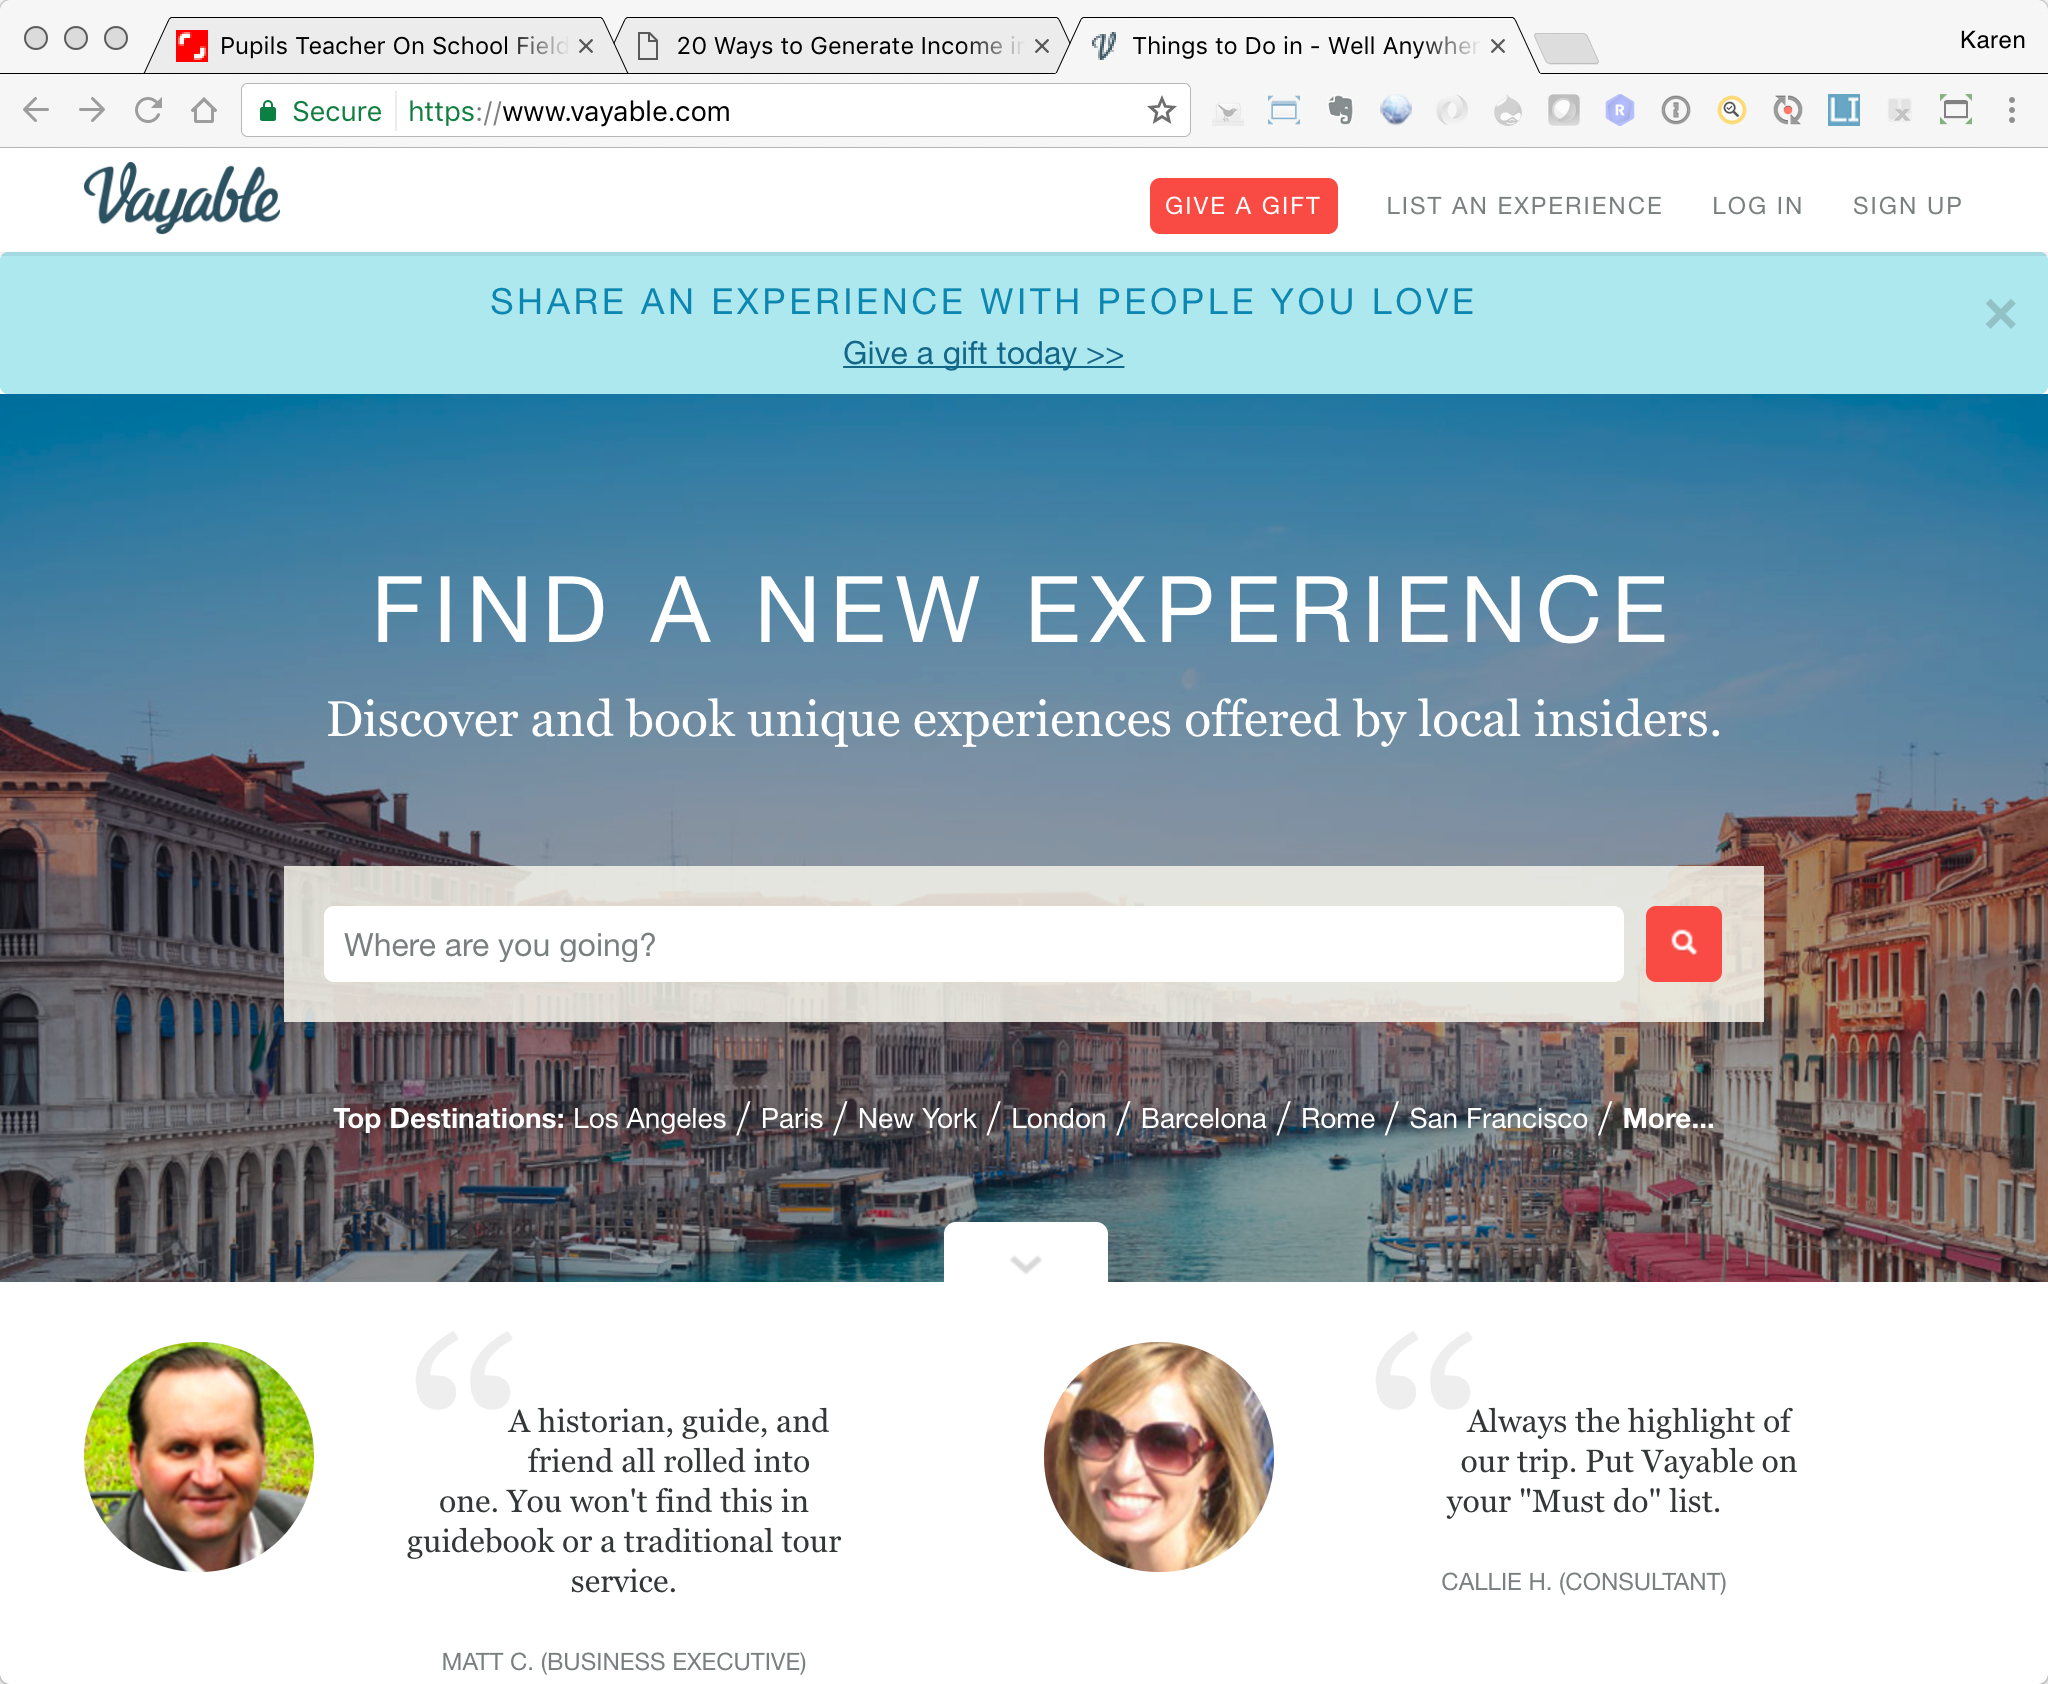 Pupils Teacher On School Field
20 Ways to Generate Income in
Things to Do in - Well Anywher
Karen
Secure
https://www.vayable.com
Vayable
GIVE A GIFT
LIST AN EXPERIENCE
LOG IN
SIGN UP
SHARE AN EXPERIENCE WITH PEOPLE YOU LOVE
Give a gift today >>
FIND A NEW EXPERIENCE
Discover and book unique experiences offered by local insiders.
Where are you going?
Top Destinations: Los Angeles / Paris / New York / London / Barcelona / Rome / San Francisco / More...
A historian, guide, and
friend all rolled into
one. You won't find this in
guidebook or a traditional tour
service.
MATT C. (BUSINESS EXECUTIVE)
Always the highlight of
our trip. Put Vayable on
your "Must do" list.
CALLIE H. (CONSULTANT)